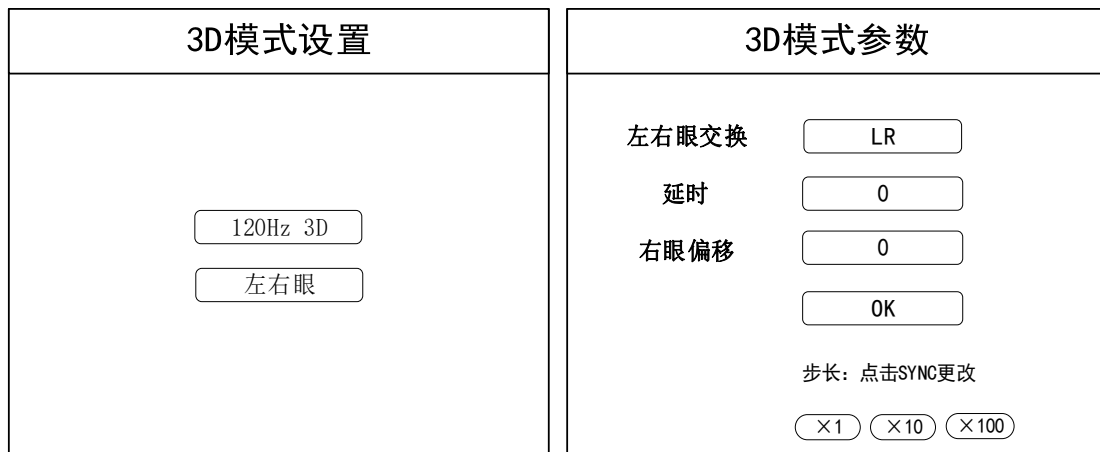 3D模式设置
120Hz 3D
左右眼
3D模式参数
左右眼交换 LR
延时 0
右眼偏移 0
OK
步长：点击SYNC更改
×1 ×10 ×100